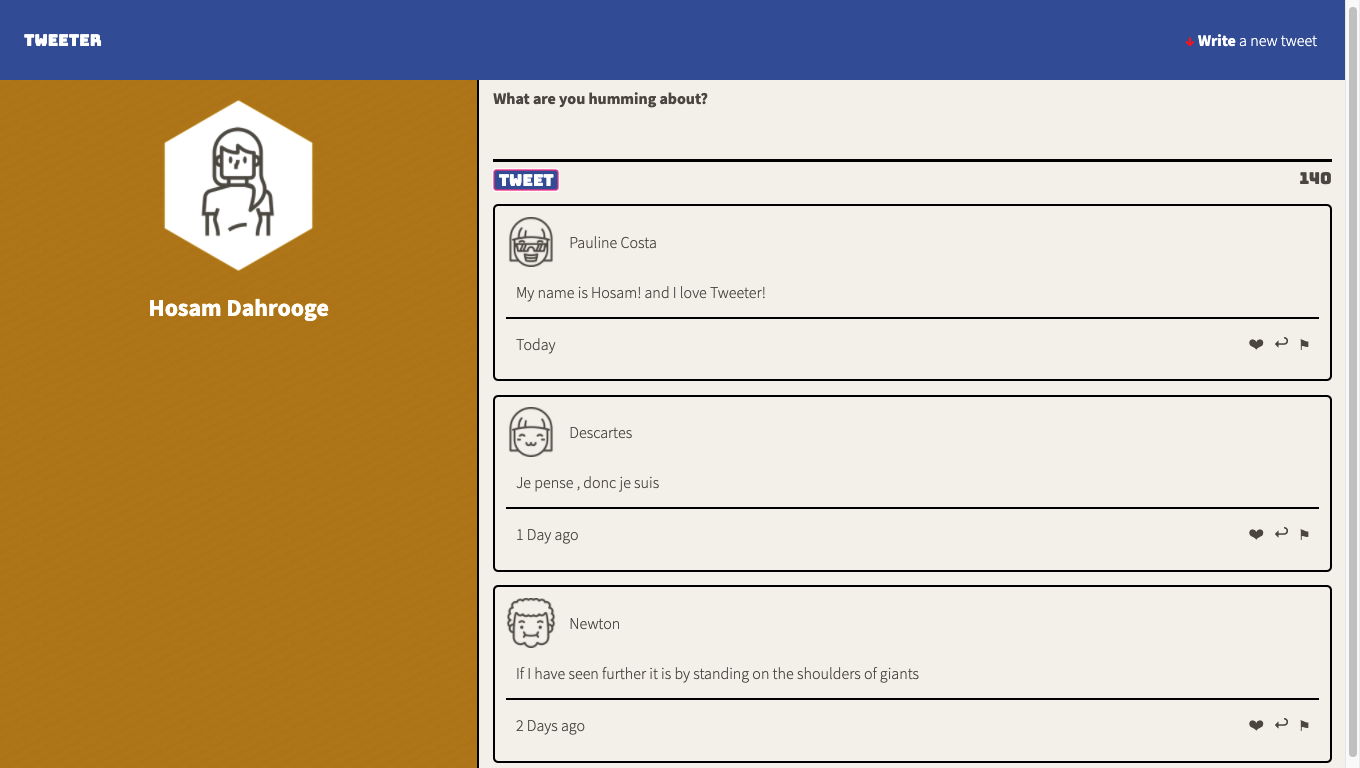 TWEETER
Write a new tweet
Hosam Dahrooge
What are you humming about?
TWEET
140
Pauline Costa
My name is Hosam! and I love Tweeter!
Today
Descartes
Je pense , donc je suis
1 Day ago
Newton
If I have seen further it is by standing on the shoulders of giants
2 Days ago